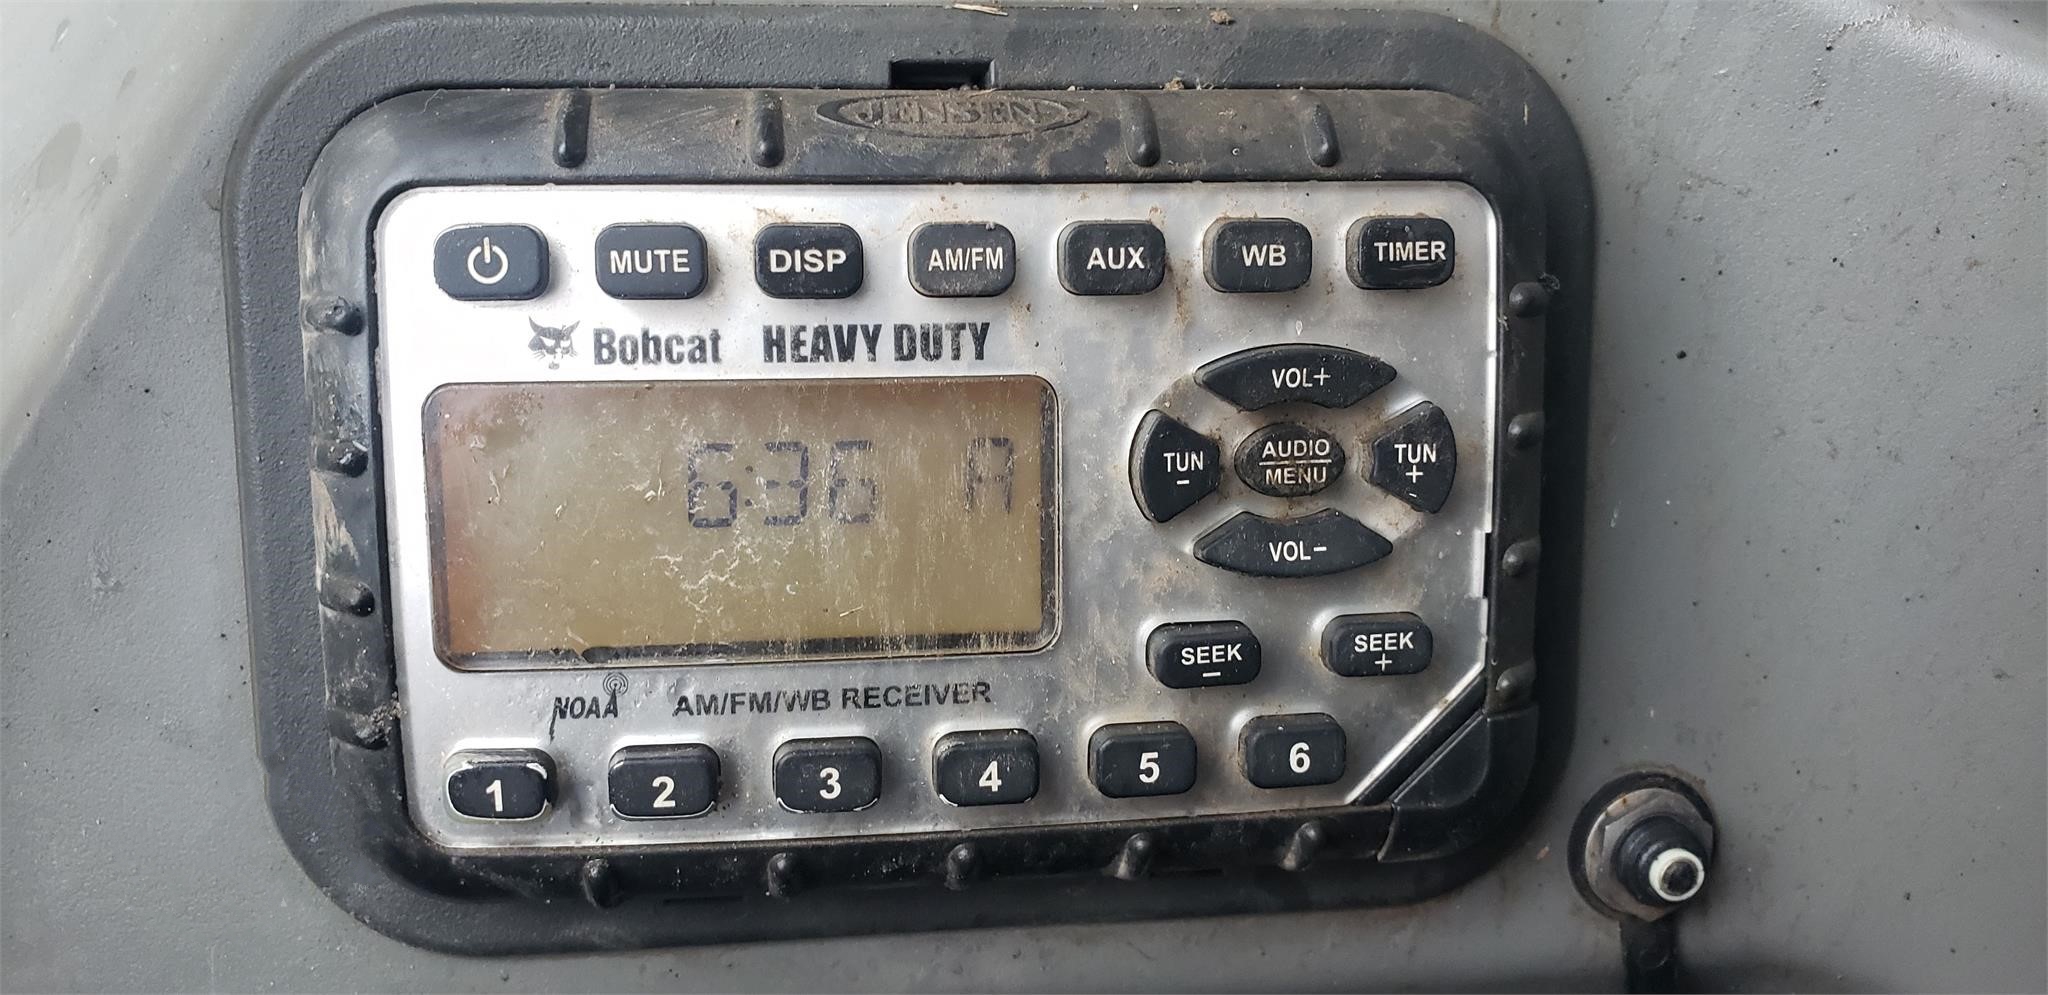 JENSEN
MUTE DISP AM/FM AUX WB TIMER
Bobcat HEAVY DUTY
VOL+
6:36 A
TUN -
AUDIO
MENU
TUN +
VOL-
SEEK - SEEK +
NOAA AM/FM/WB RECEIVER
1 2 3 4 5 6